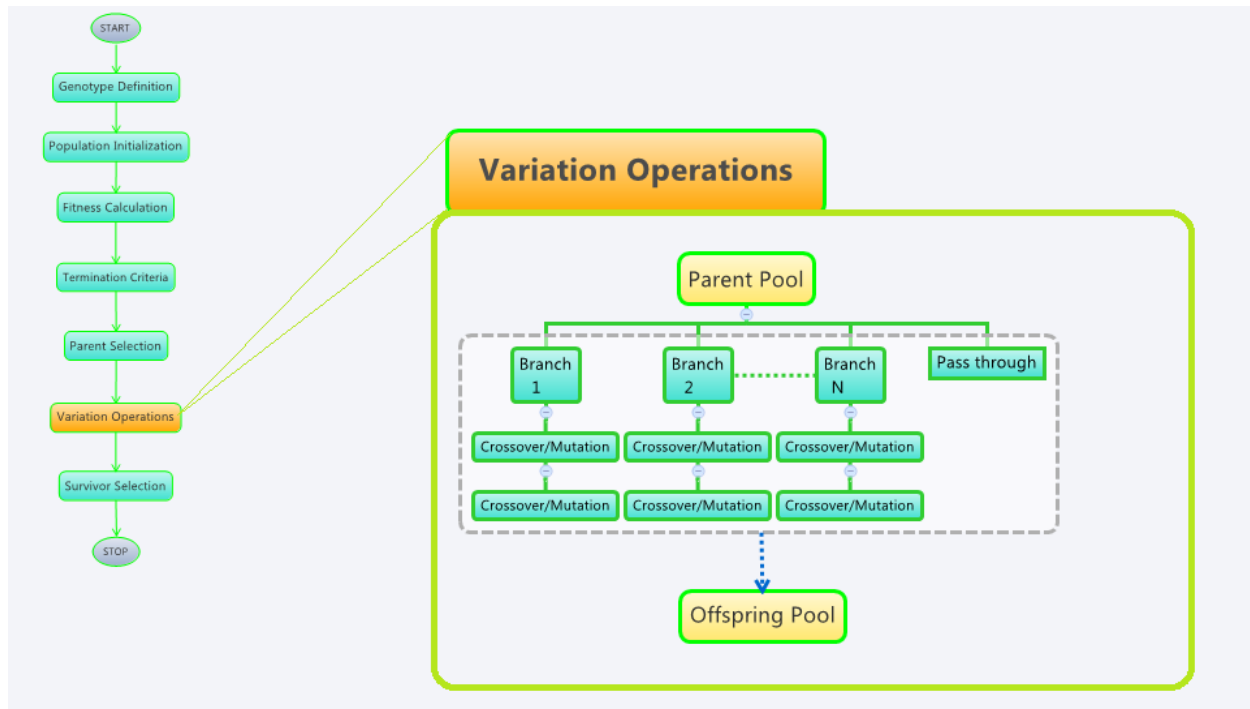 START
Genotype Definition
Population Initialization
Fitness Calculation
Termination Criteria
Parent Selection
Variation Operations
Survivor Selection
STOP
Variation Operations
Parent Pool
Branch
1
Branch
2
Branch
N
Pass through
Crossover/Mutation
Crossover/Mutation
Crossover/Mutation
Crossover/Mutation
Crossover/Mutation
Crossover/Mutation
Offspring Pool